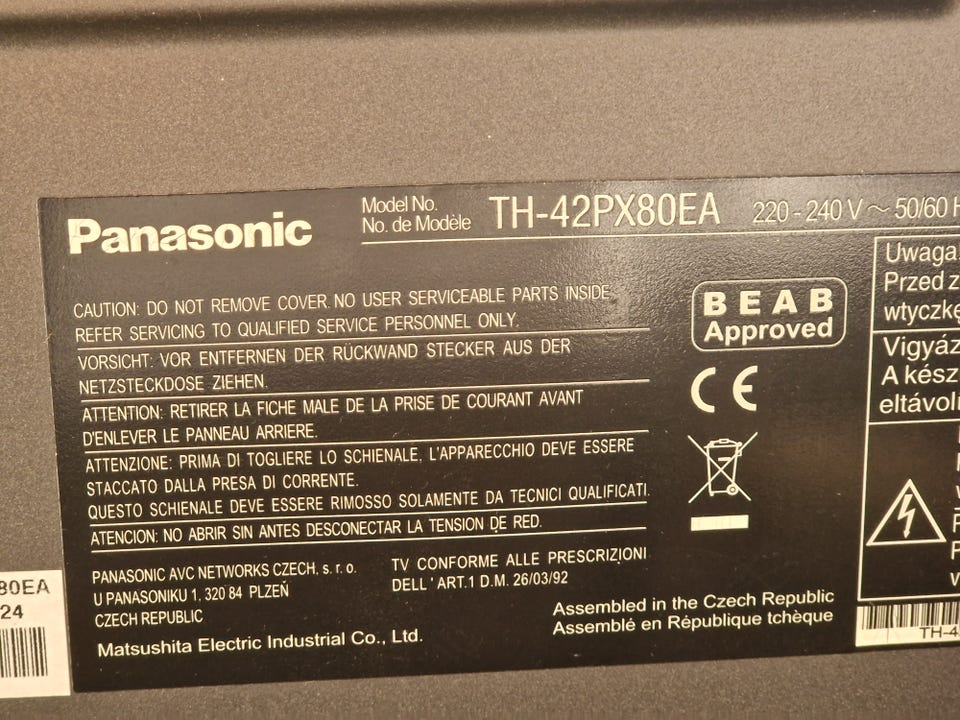 Panasonic
Model No.
No. de Modèle
TH-42PX80EA
220 - 240 V ~ 50/60 H
CAUTION: DO NOT REMOVE COVER. NO USER SERVICEABLE PARTS INSIDE.
REFER SERVICING TO QUALIFIED SERVICE PERSONNEL ONLY.
VORSICHT: VOR ENTFERNEN DER RÜCKWAND STECKER AUS DER
NETZSTECKDOSE ZIEHEN.
ATTENTION: RETIRER LA FICHE MALE DE LA PRISE DE COURANT AVANT
D'ENLEVER LE PANNEAU ARRIERE.
ATTENZIONE: PRIMA DI TOGLIERE LO SCHIENALE, L'APPARECCHIO DEVE ESSERE
STACCATO DALLA PRESA DI CORRENTE.
QUESTO SCHIENALE DEVE ESSERE RIMOSSO SOLAMENTE DA TECNICI QUALIFICATI.
ATENCION: NO ABRIR SIN ANTES DESCONECTAR LA TENSION DE RED.
PANASONIC AVC NETWORKS CZECH, s. r. o.
U PANASONIKU 1, 320 84 PLZEŇ
CZECH REPUBLIC
TV CONFORME ALLE PRESCRIZIONI
DELL' ART.1 D.M. 26/03/92
Matsushita Electric Industrial Co., Ltd.
Assembled in the Czech Republic
Assemblé en République tchèque
BEAB
Approved
CE
Uwaga
Przed z
wtyczkę
Vigyáz
A kész
eltávol
80EA
24
TH-4